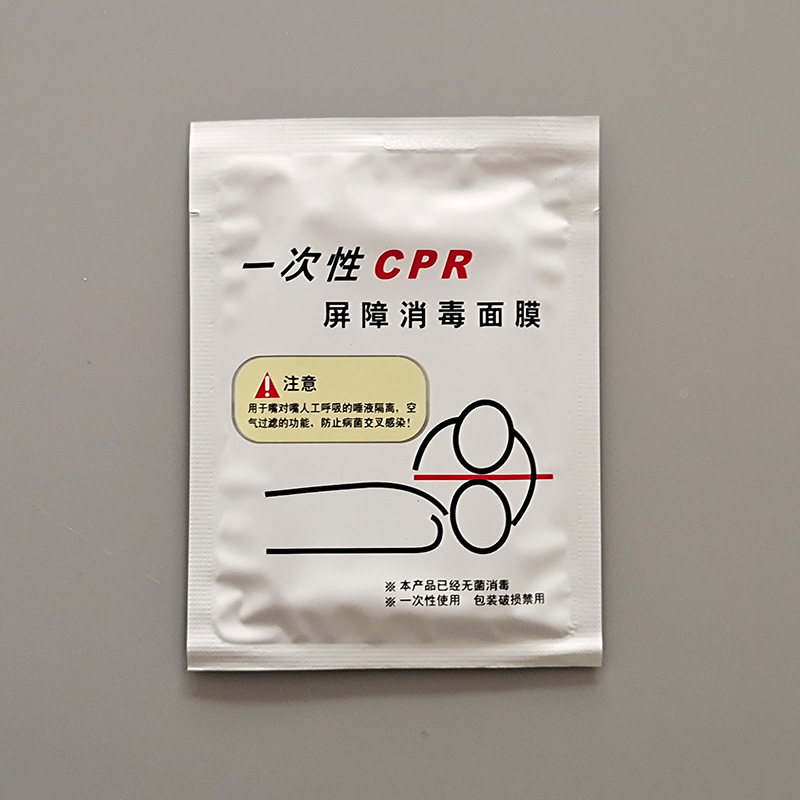 一次性CPR
屏障消毒面膜
注意
用于嘴对嘴人工呼吸的唾液隔离，空
气过滤的功能，防止病菌交叉感染！
※ 本产品已经无菌消毒
※ 一次性使用 包装破损禁用